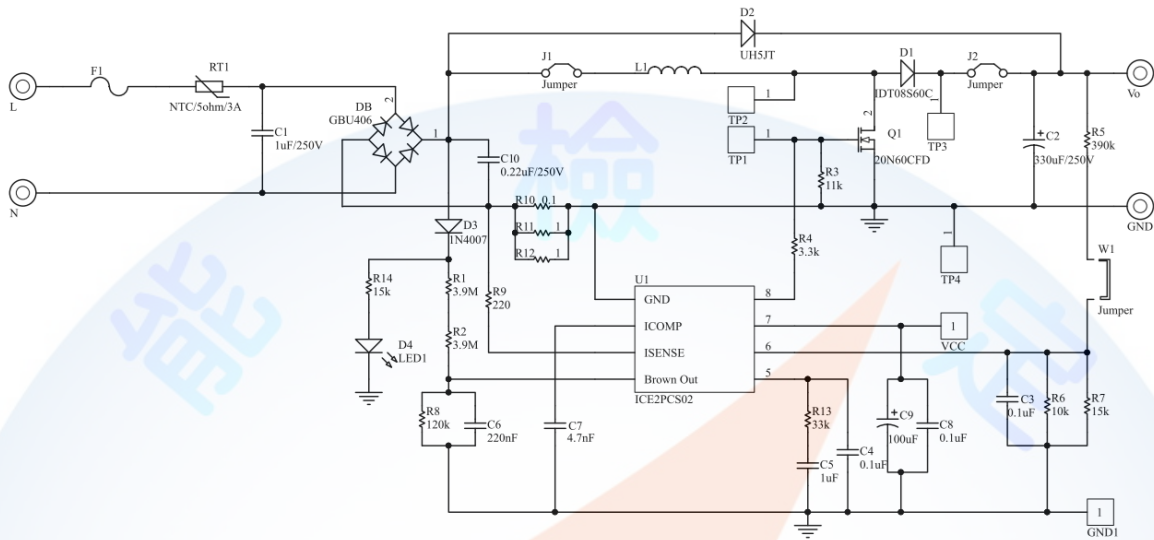 D2
UH5JT
J1
Jumper
L1
D1
IDT08S60C
J2
Jumper
Vo
F1
RT1
NTC/5ohm/3A
L
DB
GBU406
2
1
C1
1uF/250V
C10
0.22uF/250V
1
TP2
1
TP1
2
Q1
20N60CFD
1
TP3
C2
330uF/250V
R5
390k
R3
11k
N
R10 0.1
R11 1
R12 1
GND
D3
1N4007
R4
3.3k
1
TP4
W1
Jumper
R14
15k
R1
3.9M
R9
220
U1
GND
ICOMP
ISENSE
Brown Out
ICE2PCS02
8
7
6
5
1
VCC
R2
3.9M
D4
LED1
R8
120k
C6
220nF
C7
4.7nF
R13
33k
C5
1uF
C4
0.1uF
C9
100uF
C8
0.1uF
C3
0.1uF
R6
10k
R7
15k
1
GND1
能
檢
定